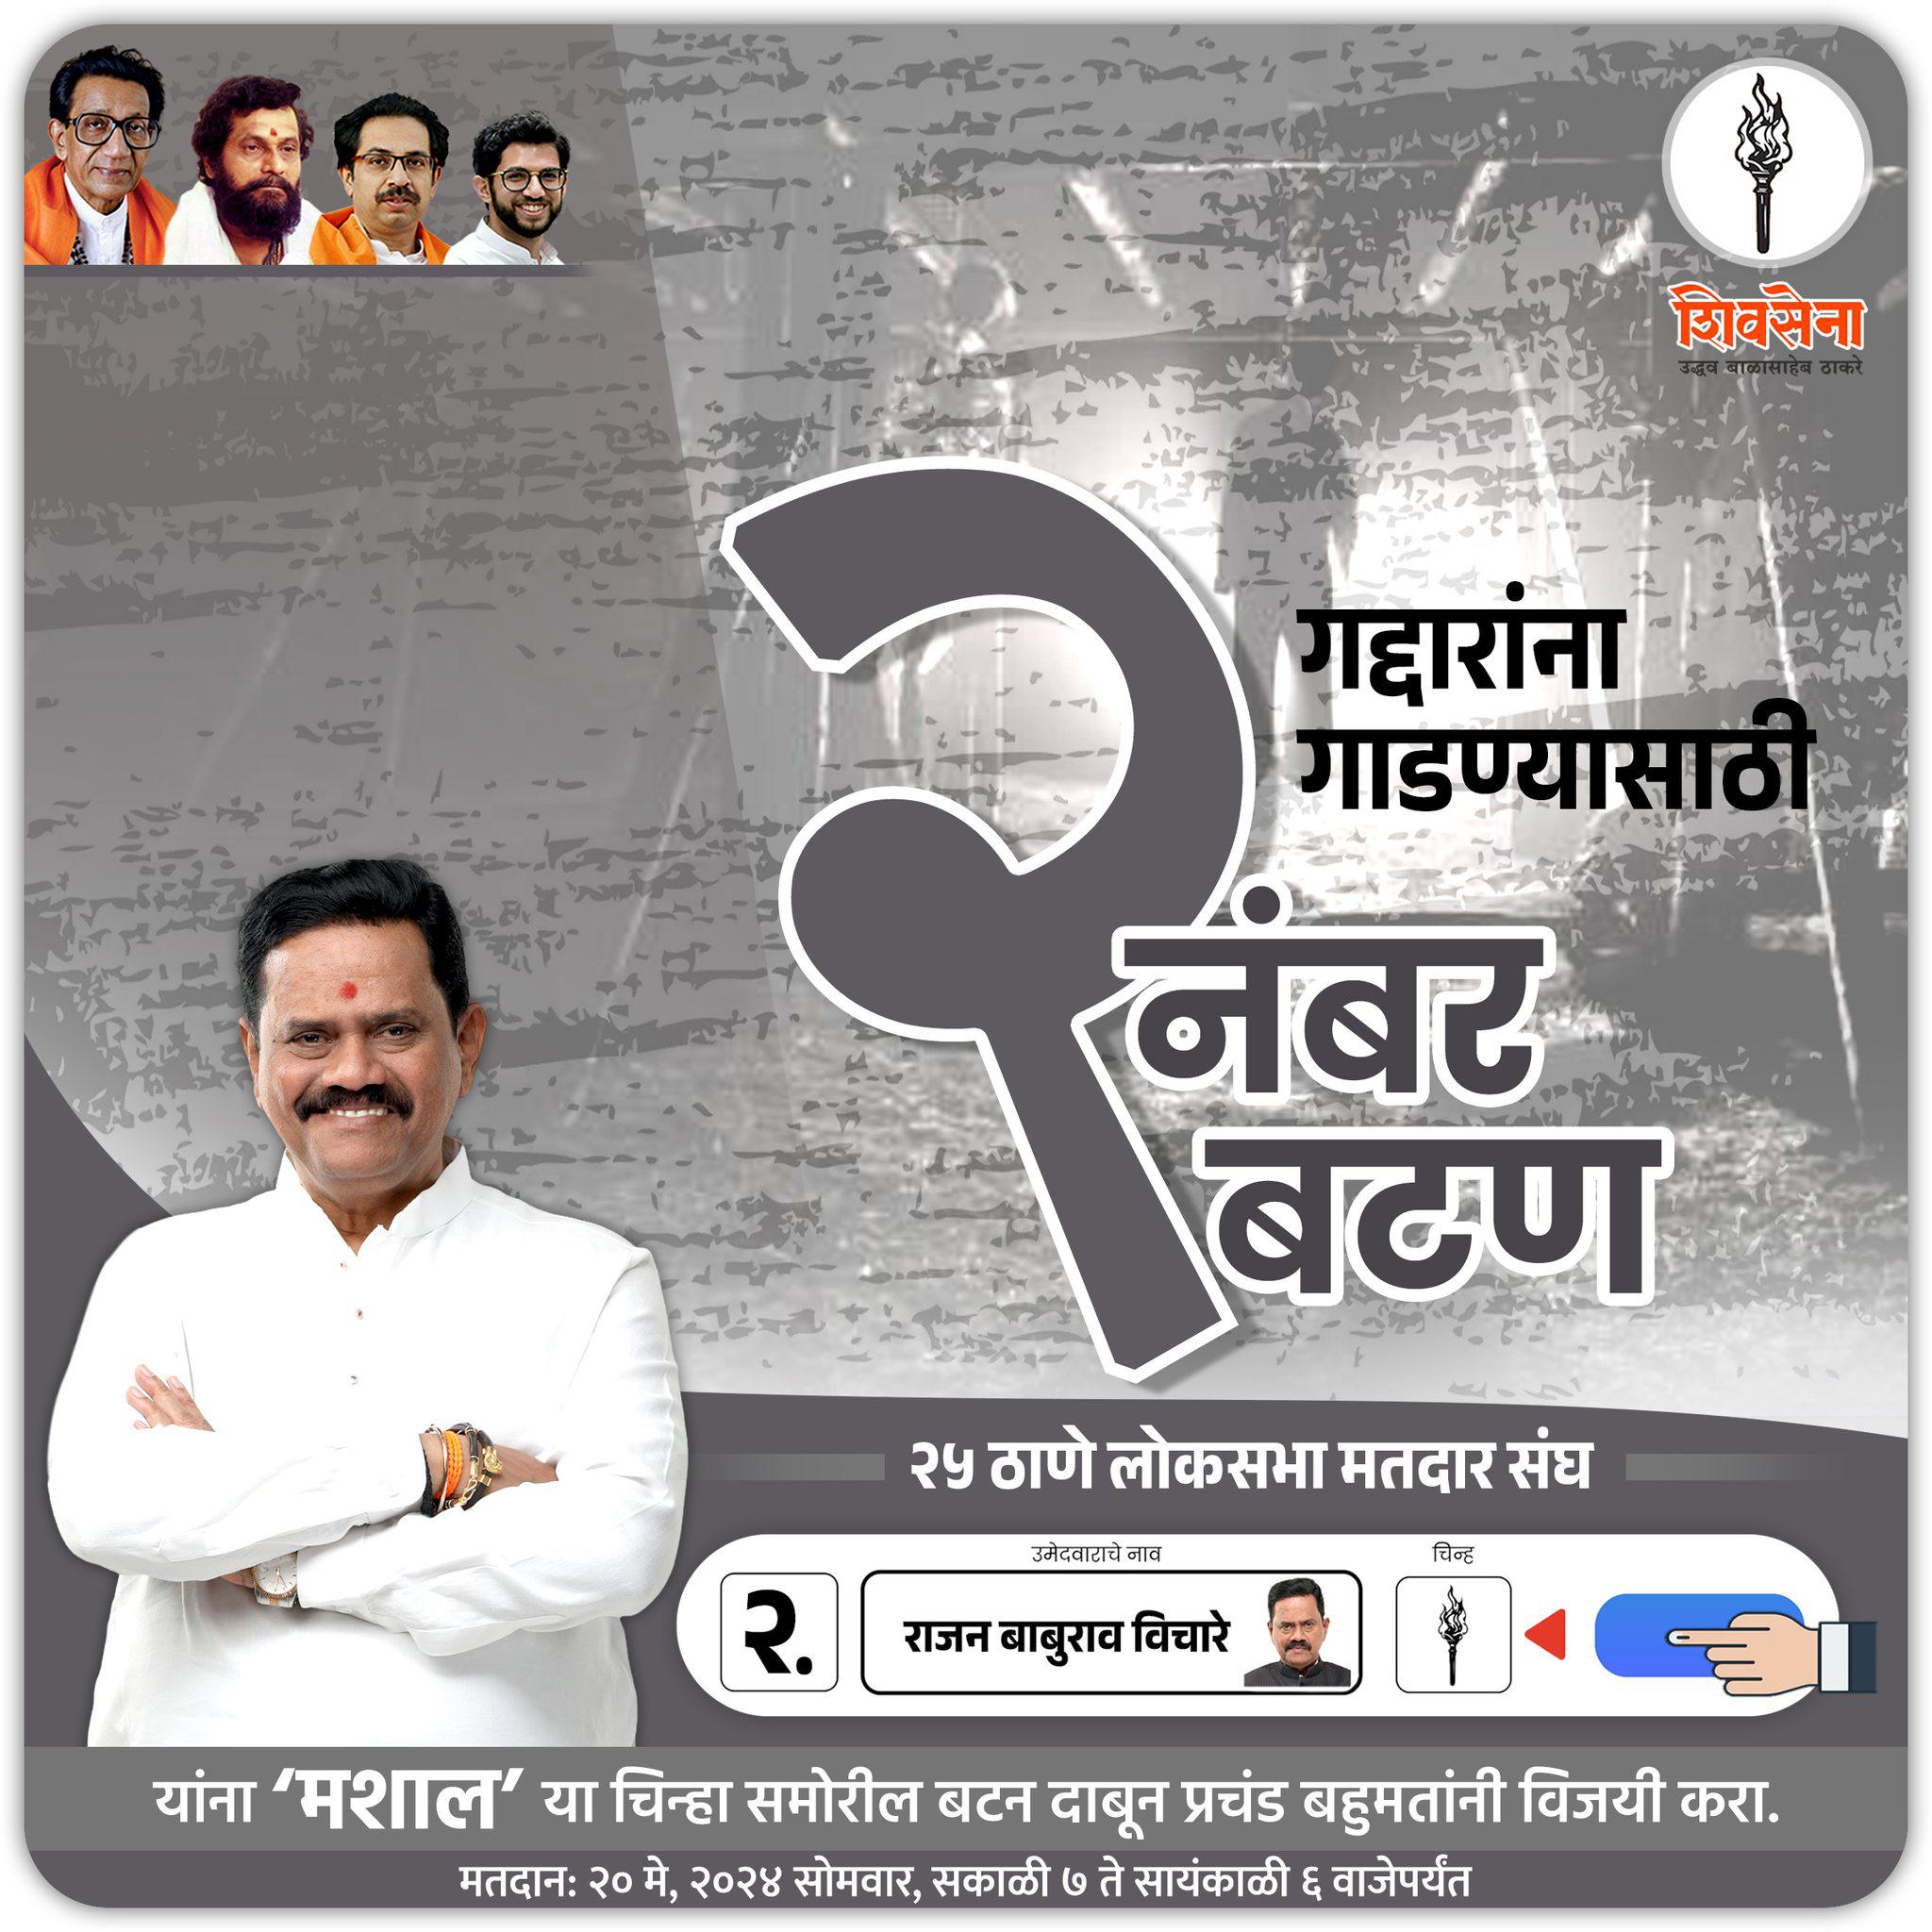 शिवसेना
उद्धव बाळासाहेब ठाकरे
गद्दारांना
गाडण्यासाठी
२ नंबर
बटण
२५ ठाणे लोकसभा मतदार संघ
उमेदवाराचे नाव
चिन्ह
२. राजन बाबुराव विचारे
यांना ‘मशाल’ या चिन्हा समोरील बटन दाबून प्रचंड बहुमतांनी विजयी करा.
मतदान: २० मे, २०२४ सोमवार, सकाळी ७ ते सायंकाळी ६ वाजेपर्यंत